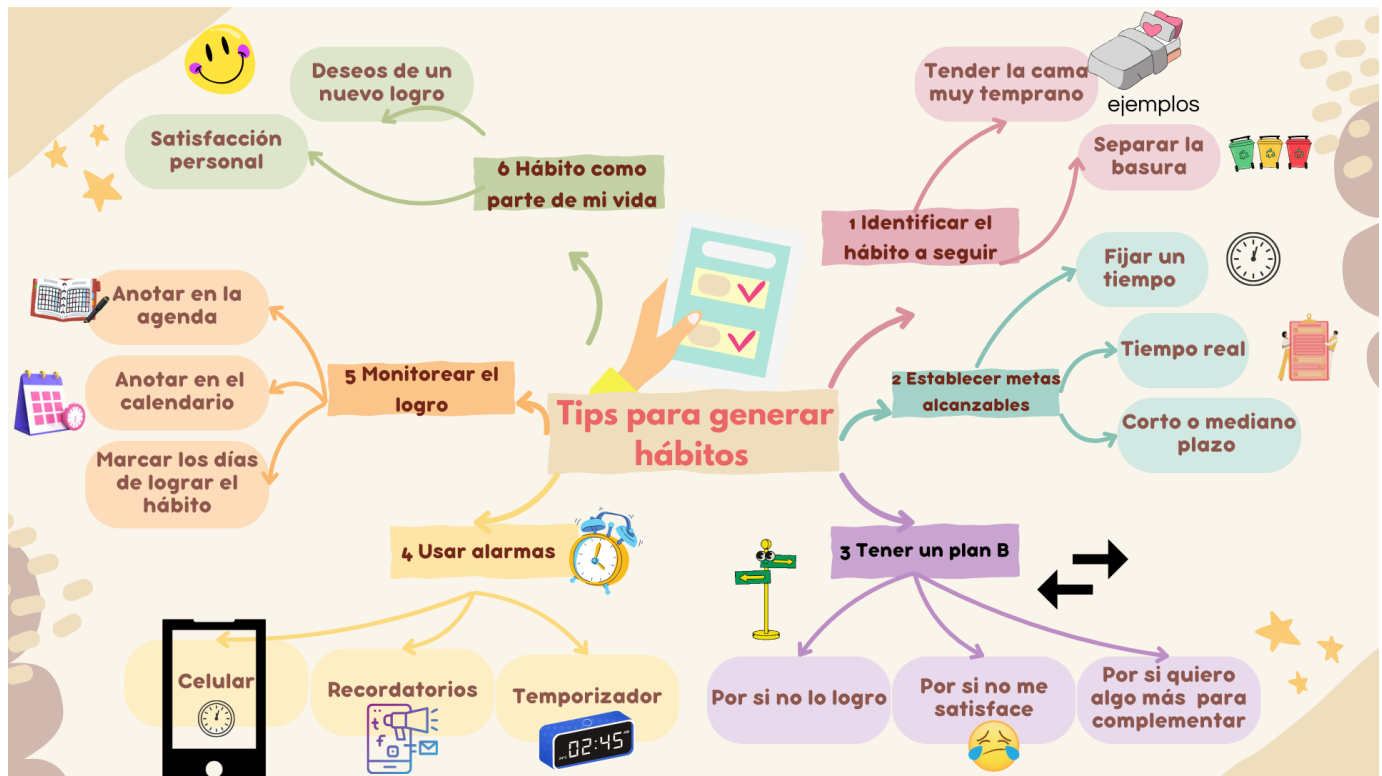 Tips para generar
hábitos
1 Identificar el
hábito a seguir
Tender la cama
muy temprano
ejemplos
Separar la
basura
2 Establecer metas
alcanzables
Fijar un
tiempo
Tiempo real
Corto o mediano
plazo
3 Tener un plan B
Por si no lo logro
Por si no me
satisface
Por si quiero
algo más para
complementar
4 Usar alarmas
Celular
Recordatorios
Temporizador
02:45
5 Monitorear el
logro
Anotar en la
agenda
Anotar en el
calendario
Marcar los días
de lograr el
hábito
6 Hábito como
parte de mi vida
Deseos de un
nuevo logro
Satisfacción
personal